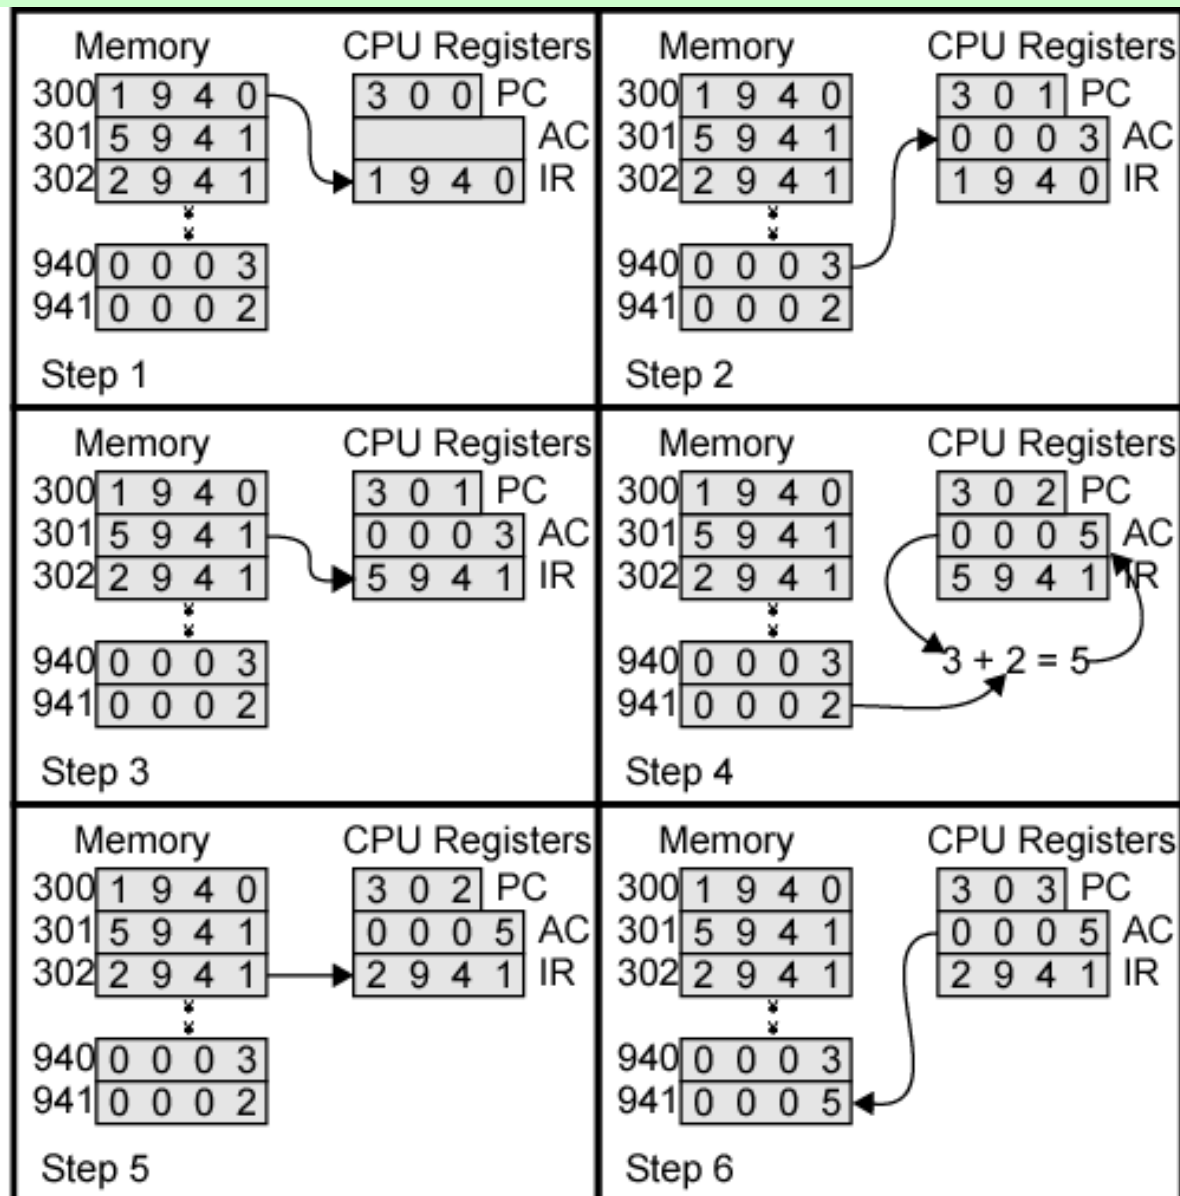 Memory CPU Registers
300 1 9 4 0 3 0 0 PC
301 5 9 4 1 AC
302 2 9 4 1 1 9 4 0 IR
940 0 0 0 3
941 0 0 0 2
Step 1
Memory CPU Registers
300 1 9 4 0 3 0 1 PC
301 5 9 4 1 0 0 0 3 AC
302 2 9 4 1 1 9 4 0 IR
940 0 0 0 3
941 0 0 0 2
Step 2
Memory CPU Registers
300 1 9 4 0 3 0 1 PC
301 5 9 4 1 0 0 0 3 AC
302 2 9 4 1 5 9 4 1 IR
940 0 0 0 3
941 0 0 0 2
Step 3
Memory CPU Registers
300 1 9 4 0 3 0 2 PC
301 5 9 4 1 0 0 0 5 AC
302 2 9 4 1 5 9 4 1 IR
940 0 0 0 3 3 + 2 = 5
941 0 0 0 2
Step 4
Memory CPU Registers
300 1 9 4 0 3 0 2 PC
301 5 9 4 1 0 0 0 5 AC
302 2 9 4 1 2 9 4 1 IR
940 0 0 0 3
941 0 0 0 2
Step 5
Memory CPU Registers
300 1 9 4 0 3 0 3 PC
301 5 9 4 1 0 0 0 5 AC
302 2 9 4 1 2 9 4 1 IR
940 0 0 0 3
941 0 0 0 5
Step 6